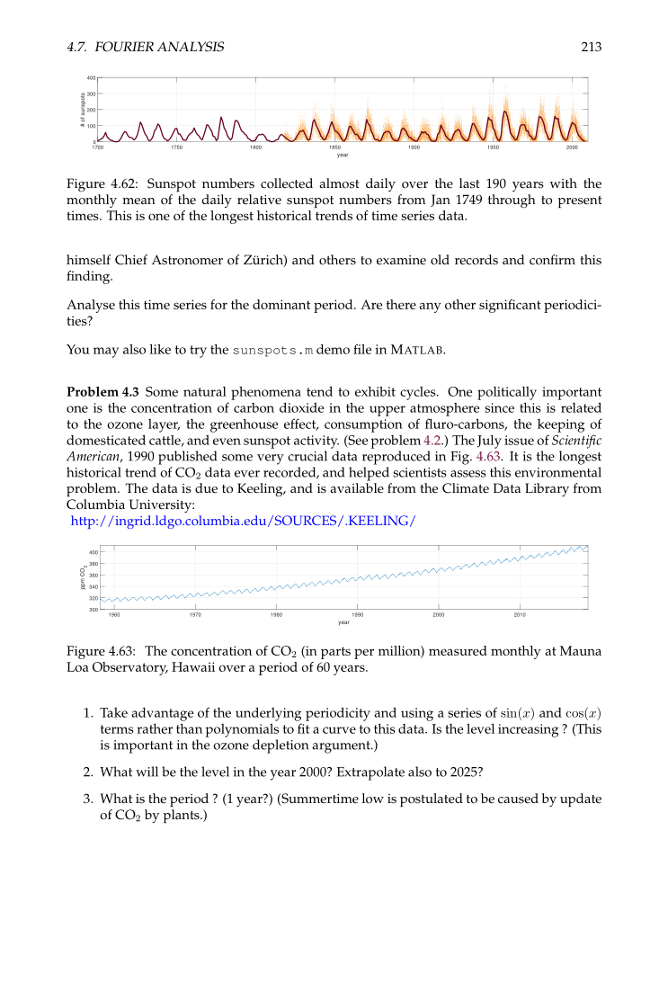 4.7. FOURIER ANALYSIS 213
400
300
200
100
0
# of sunspots
1700 1750 1800 1850 1900 1950 2000
year
Figure 4.62: Sunspot numbers collected almost daily over the last 190 years with the
monthly mean of the daily relative sunspot numbers from Jan 1749 through to present
times. This is one of the longest historical trends of time series data.
himself Chief Astronomer of Zürich) and others to examine old records and confirm this
finding.
Analyse this time series for the dominant period. Are there any other significant periodici-
ties?
You may also like to try the sunspots.m demo file in MATLAB.
Problem 4.3 Some natural phenomena tend to exhibit cycles. One politically important
one is the concentration of carbon dioxide in the upper atmosphere since this is related
to the ozone layer, the greenhouse effect, consumption of fluro-carbons, the keeping of
domesticated cattle, and even sunspot activity. (See problem 4.2.) The July issue of Scientific
American, 1990 published some very crucial data reproduced in Fig. 4.63. It is the longest
historical trend of CO₂ data ever recorded, and helped scientists assess this environmental
problem. The data is due to Keeling, and is available from the Climate Data Library from
Columbia University:
http://ingrid.ldgo.columbia.edu/SOURCES/.KEELING/
400
380
360
340
320
300
ppm CO₂
1960 1970 1980 1990 2000 2010
year
Figure 4.63: The concentration of CO₂ (in parts per million) measured monthly at Mauna
Loa Observatory, Hawaii over a period of 60 years.
1. Take advantage of the underlying periodicity and using a series of sin(x) and cos(x)
terms rather than polynomials to fit a curve to this data. Is the level increasing ? (This
is important in the ozone depletion argument.)
2. What will be the level in the year 2000? Extrapolate also to 2025?
3. What is the period ? (1 year?) (Summertime low is postulated to be caused by update
of CO₂ by plants.)